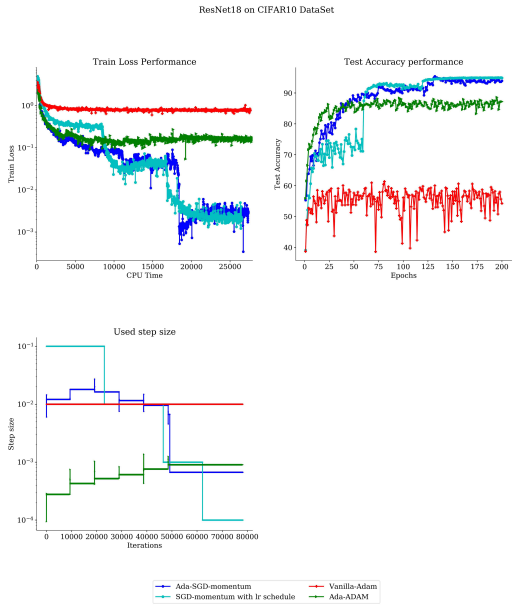 ResNet18 on CIFAR10 DataSet
Train Loss Performance
Train Loss
10⁰
10⁻¹
10⁻²
10⁻³
0 5000 10000 15000 20000 25000
CPU Time
Test Accuracy performance
Test Accuracy
90
80
70
60
50
40
0 25 50 75 100 125 150 175 200
Epochs
Used step size
Step size
10⁻¹
10⁻²
10⁻³
10⁻⁴
0 10000 20000 30000 40000 50000 60000 70000 80000
Iterations
Ada-SGD-momentum
SGD-momentum with lr schedule
Vanilla-Adam
Ada-ADAM